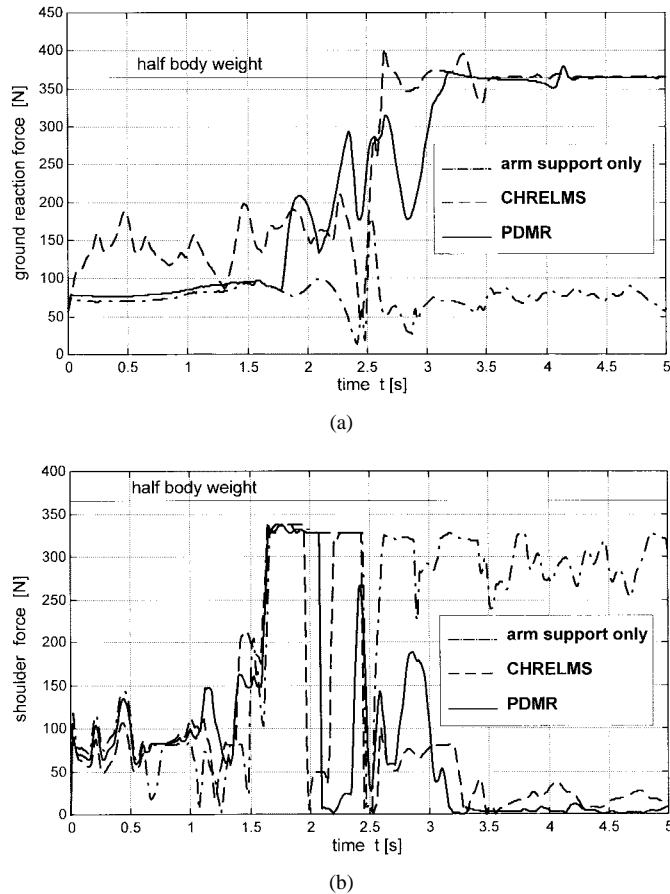 450
400
350
300
250
200
150
100
50
0
ground reaction force [N]
half body weight
arm support only
CHRELMS
PDMR
0 0.5 1 1.5 2 2.5 3 3.5 4 4.5 5
time t [s]
(a)
400
350
300
250
200
150
100
50
0
shoulder force [N]
half body weight
arm support only
CHRELMS
PDMR
0 0.5 1 1.5 2 2.5 3 3.5 4 4.5 5
time t [s]
(b)